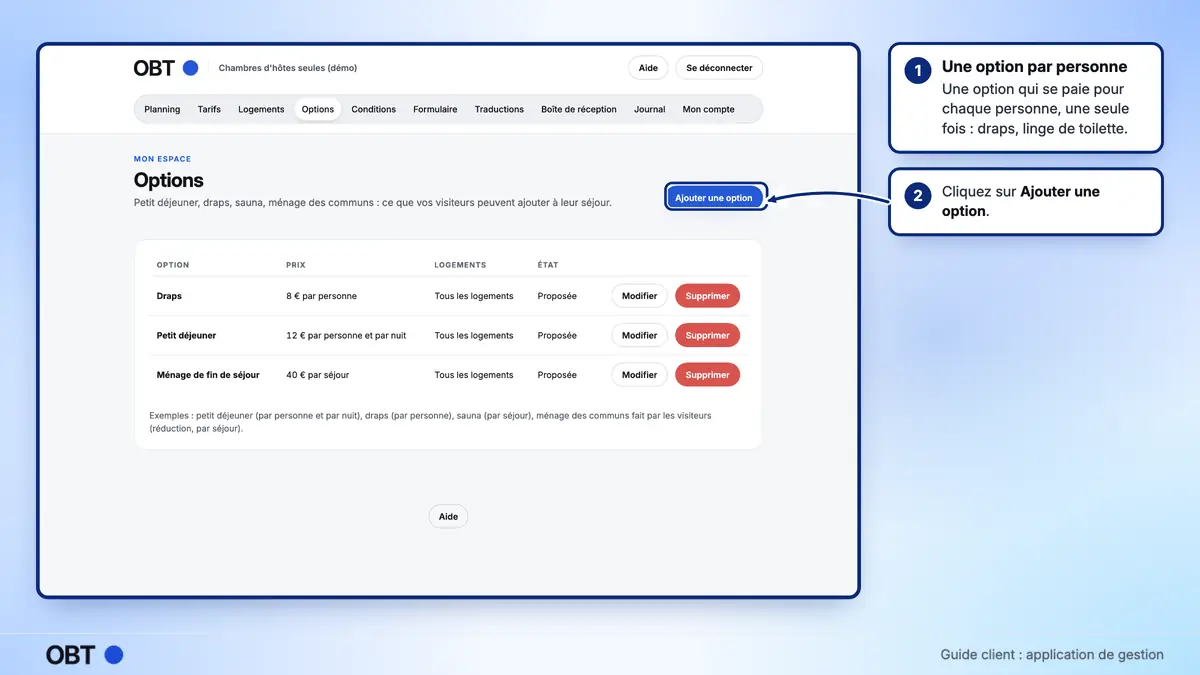 OBT
Chambres d'hôtes seules (démo)
Aide
Se déconnecter
Planning
Tarifs
Logements
Options
Conditions
Formulaire
Traductions
Boîte de réception
Journal
Mon compte
MON ESPACE
Options
Petit déjeuner, draps, sauna, ménage des communs : ce que vos visiteurs peuvent ajouter à leur séjour.
Ajouter une option
OPTION PRIX LOGEMENTS ÉTAT
Draps 8 € par personne Tous les logements Proposée Modifier Supprimer
Petit déjeuner 12 € par personne et par nuit Tous les logements Proposée Modifier Supprimer
Ménage de fin de séjour 40 € par séjour Tous les logements Proposée Modifier Supprimer
Exemples : petit déjeuner (par personne et par nuit), draps (par personne), sauna (par séjour), ménage des communs fait par les visiteurs
(réduction, par séjour).
Aide
1 Une option par personne
Une option qui se paie pour
chaque personne, une seule
fois : draps, linge de toilette.
2 Cliquez sur Ajouter une
option.
OBT
Guide client : application de gestion